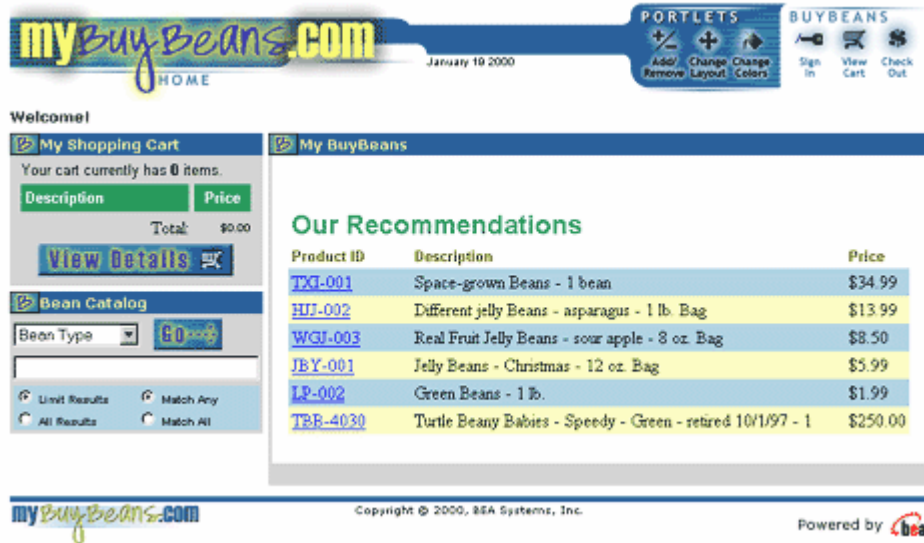 myBuyBeans.com
HOME
January 19 2000
PORTLETS
Add/ Remove
Change Layout
Change Colors
BUYBEANS
Sign In
View Cart
Check Out
Welcome!
My Shopping Cart
Your cart currently has 0 items.
Description Price
Total: $0.00
View Details
Bean Catalog
Bean Type GO
Limit Results Match Any
All Results Match All
My BuyBeans
Our Recommendations
Product ID Description Price
TXI-001 Space-grown Beans - 1 bean $34.99
HJJ-002 Different jelly Beans - asparagus - 1 lb. Bag $13.99
WGJ-003 Real Fruit Jelly Beans - sour apple - 8 oz. Bag $8.50
JBY-001 Jelly Beans - Christmas - 12 oz. Bag $5.99
LP-002 Green Beans - 1 lb. $1.99
TBB-4030 Turtle Beany Babies - Speedy - Green - retired 10/1/97 - 1 $250.00
myBuyBeans.com
Copyright © 2000, BEA Systems, Inc.
Powered by bea